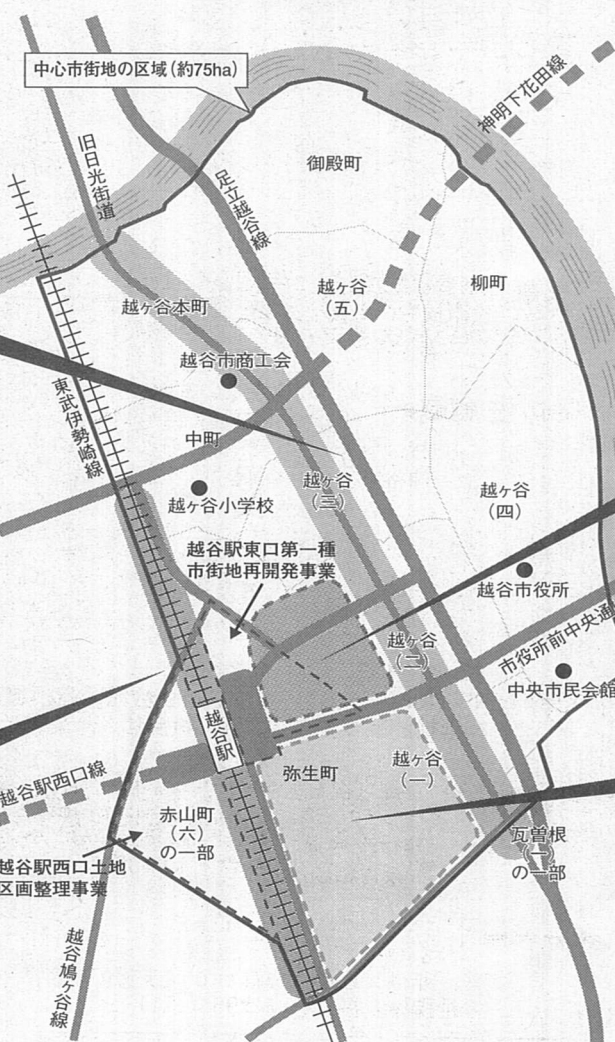 中心市街地の区域(約75ha)
神明下花田線
旧日光街道
足立越谷線
御殿町
柳町
越ヶ谷
(五)
越ヶ谷本町
越谷市商工会
東武伊勢崎線
中町
越ヶ谷小学校
越ヶ谷
(三)
越ヶ谷
(四)
越谷駅東口第一種
市街地再開発事業
越谷市役所
越ヶ谷
(二)
市役所前中央通
中央市民会館
越谷駅
越谷駅西口線
弥生町
越ヶ谷
(一)
赤山町
(六)
の一部
越谷駅西口土地
区画整理事業
瓦曽根
(一)
の一部
越谷鳩ヶ谷線